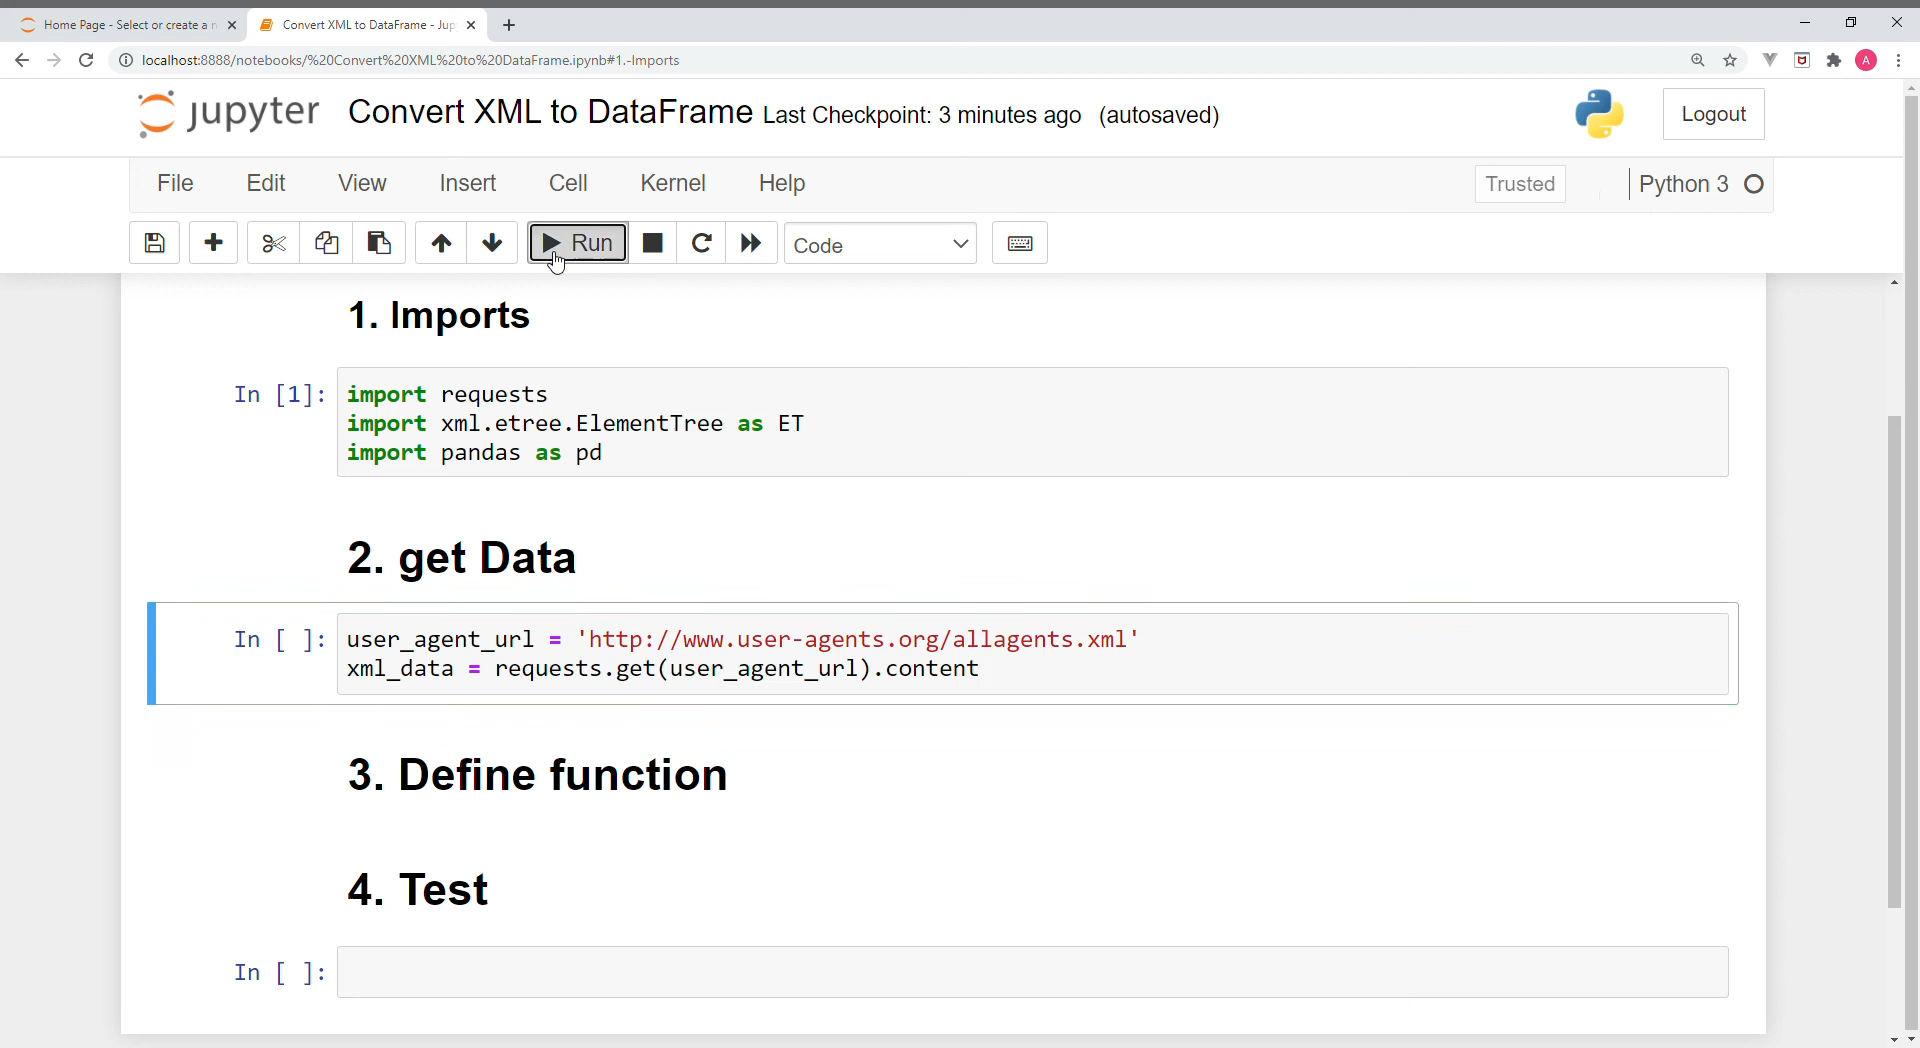 Home Page - Select or create a n
Convert XML to DataFrame - Jup
localhost:8888/notebooks/%20Convert%20XML%20to%20DataFrame.ipynb#1.-Imports
A
jupyter Convert XML to DataFrame Last Checkpoint: 3 minutes ago (autosaved)
Logout
File Edit View Insert Cell Kernel Help
Trusted
Python 3
Run
Code
1. Imports
In [1]:
import requests
import xml.etree.ElementTree as ET
import pandas as pd
2. get Data
In [ ]:
user_agent_url = 'http://www.user-agents.org/allagents.xml'
xml_data = requests.get(user_agent_url).content
3. Define function
4. Test
In [ ]: